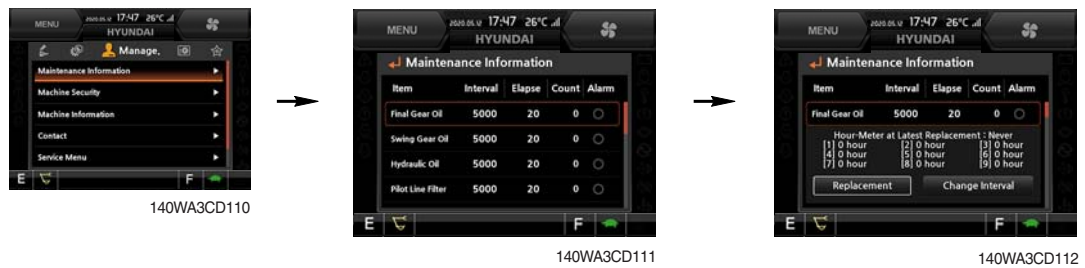 MENU
2020.05.12 17:47 26°C
HYUNDAI
Manage.
Maintenance Information
Machine Security
Machine Information
Contact
Service Menu
E F
140WA3CD110
MENU
2020.05.12 17:47 26°C
HYUNDAI
Maintenance Information
Item Interval Elapse Count Alarm
Final Gear Oil 5000 20 0
Swing Gear Oil 5000 20 0
Hydraulic Oil 5000 20 0
Pilot Line Filter 5000 20 0
E F
140WA3CD111
MENU
2020.05.12 17:47 26°C
HYUNDAI
Maintenance Information
Item Interval Elapse Count Alarm
Final Gear Oil 5000 20 0
Hour-Meter at Latest Replacement : Never
[1] 0 hour [2] 0 hour [3] 0 hour
[4] 0 hour [5] 0 hour [6] 0 hour
[7] 0 hour [8] 0 hour [9] 0 hour
Replacement Change Interval
E F
140WA3CD112